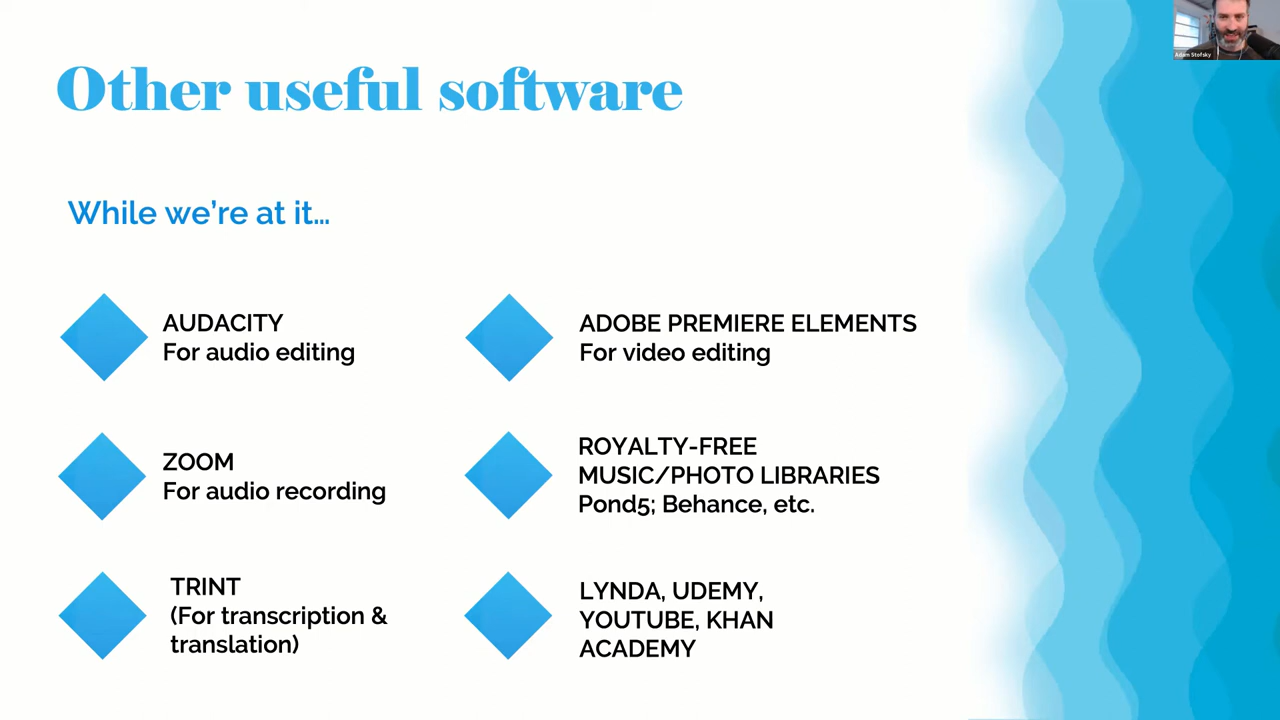 Other useful software
While we're at it...
AUDACITY
For audio editing
ADOBE PREMIERE ELEMENTS
For video editing
ZOOM
For audio recording
ROYALTY-FREE
MUSIC/PHOTO LIBRARIES
Pond5; Behance, etc.
TRINT
(For transcription &
translation)
LYNDA, UDEMY,
YOUTUBE, KHAN
ACADEMY
Adam Stofsky